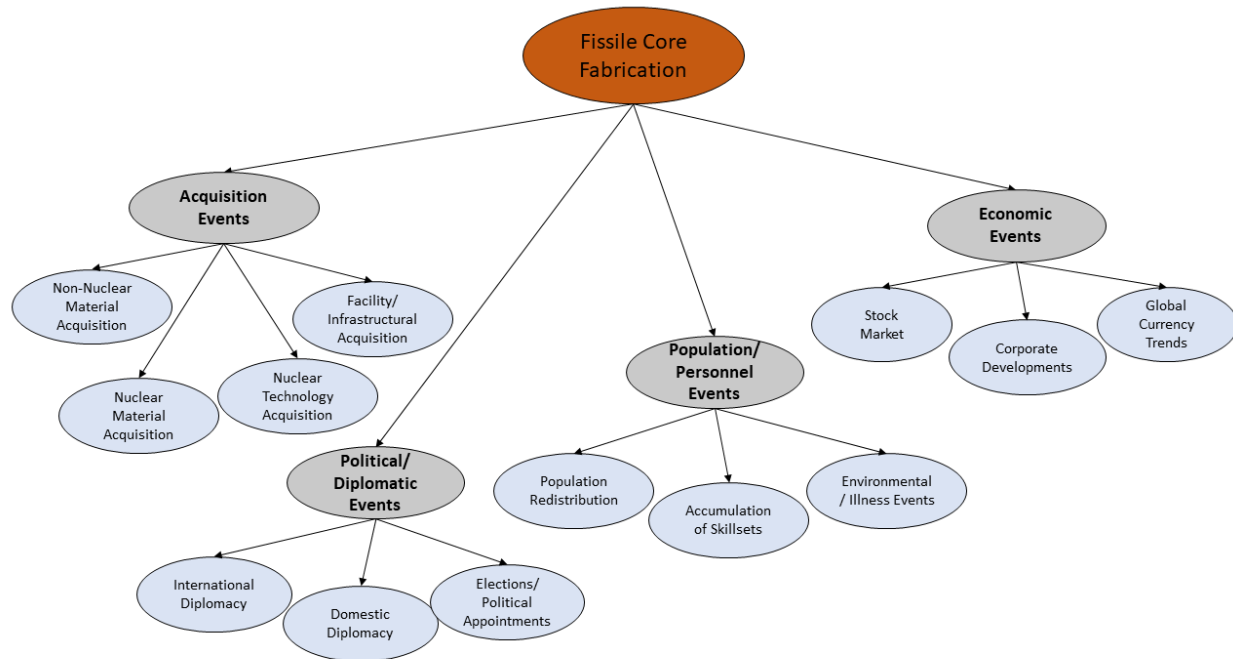 Fissile Core
Fabrication
Acquisition
Events
Non-Nuclear
Material
Acquisition
Nuclear
Material
Acquisition
Nuclear
Technology
Acquisition
Facility/
Infrastructural
Acquisition
Political/
Diplomatic
Events
International
Diplomacy
Domestic
Diplomacy
Elections/
Political
Appointments
Population/
Personnel
Events
Population
Redistribution
Accumulation
of Skillsets
Environmental
/ Illness Events
Economic
Events
Stock
Market
Corporate
Developments
Global
Currency
Trends